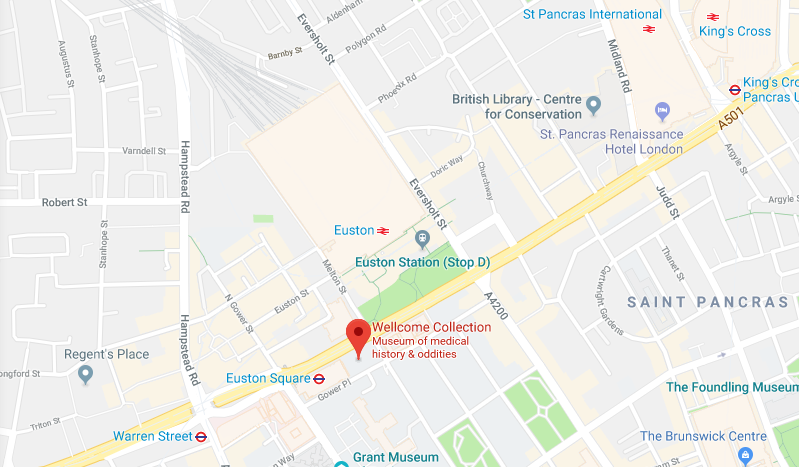 Aldenham
St Pancras International
King's Cross
Eversholt St
Polygon Rd
Barnby St
Stanhope St
Augustus St
Midland Rd
Phoenix Rd
King's Cro
Pancras U
British Library - Centre
for Conservation
A501
St. Pancras Renaissance
Hotel London
Hampstead Rd
Varndell St
Doric Way
Churchway
Argyle St
Eversholt St
Judd St
Robert St
Argyle S
Stanhope St
Euston
Euston Station (Stop D)
Melton St
Thanet St
Cartwright Gardens
Euston St
A4200
SAINT PANCRAS
N Gower St
Hampstead Rd
Wellcome Collection
Museum of medical
history & oddities
Regent's Place
ongford St
Euston Square
Gower Pl
The Foundling Museum
Triton St
Warren Street
The Brunswick Centre
Way
Grant Museum